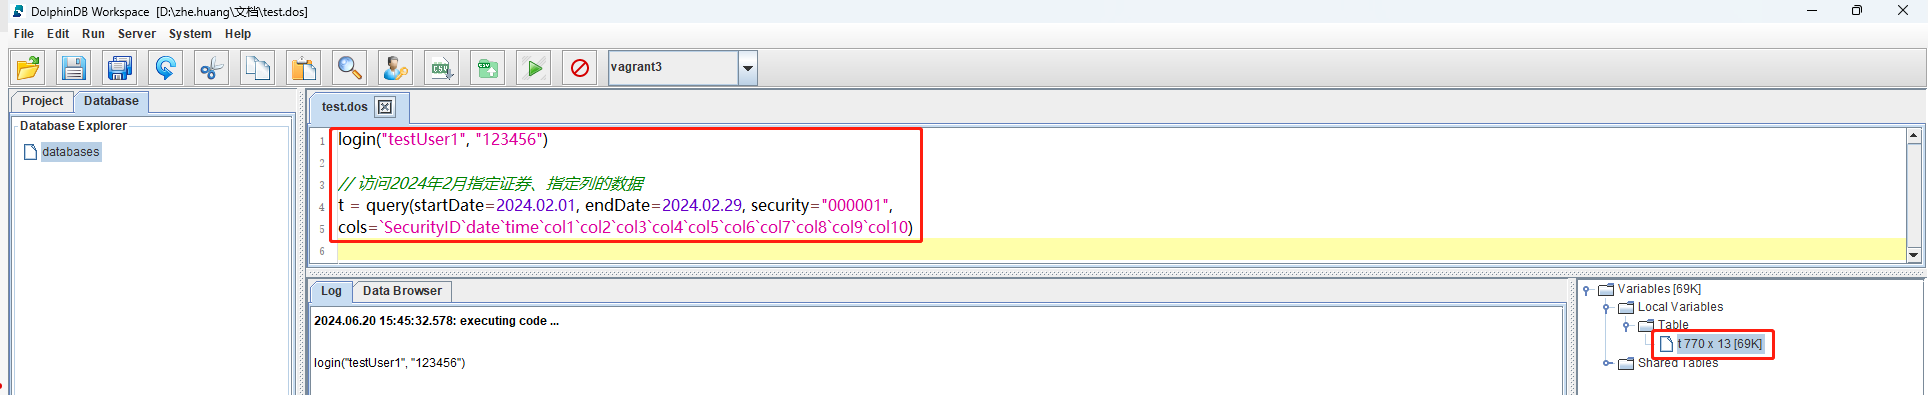 DolphinDB Workspace [D:\zhe.huang\文档\test.dos]
File Edit Run Server System Help
vagrant3
Project Database
Database Explorer
databases
test.dos
1 login("testUser1", "123456")
2
3 // 访问2024年2月指定证券、指定列的数据
4 t = query(startDate=2024.02.01, endDate=2024.02.29, security="000001",
5 cols=`SecurityID`date`time`col1`col2`col3`col4`col5`col6`col7`col8`col9`col10)
6
Log Data Browser
2024.06.20 15:45:32.578: executing code ...
login("testUser1", "123456")
Variables [69K]
Local Variables
Table
t 770 x 13 [69K]
Shared Tables